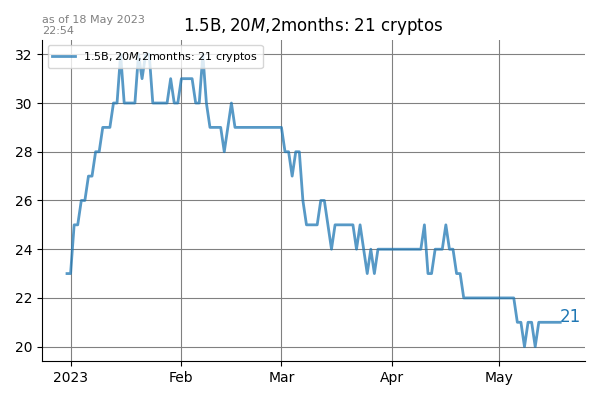 as of 18 May 2023
22:54
1.5B, 20M, 2months: 21 cryptos
1.5B, 20M,2months: 21 cryptos
32
30
28
26
24
22
20
21
2023 Feb Mar Apr May